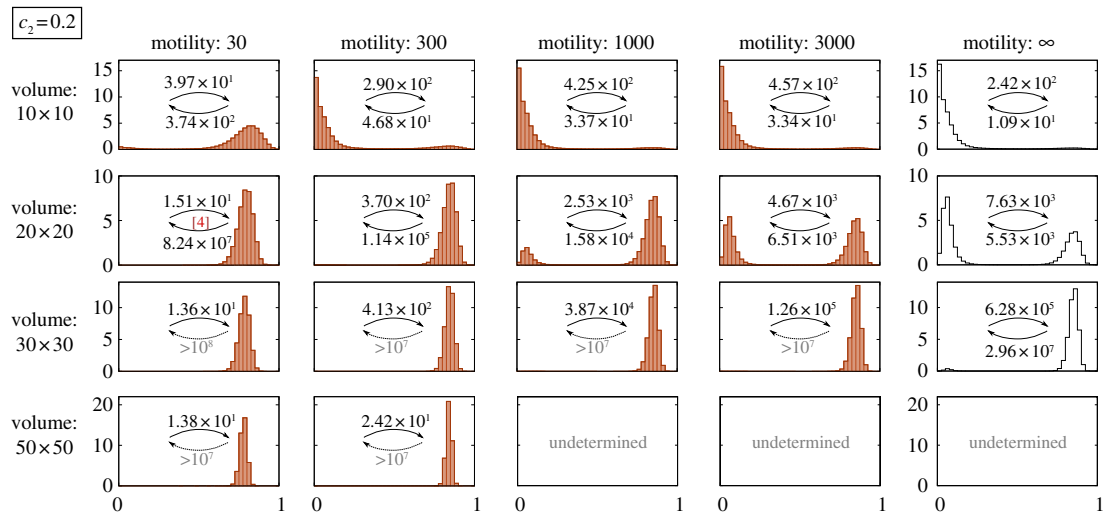 c₂=0.2
motility: 30 motility: 300 motility: 1000 motility: 3000 motility: ∞
volume: 10×10
15 10 5 0
3.97×10¹
3.74×10²
2.90×10²
4.68×10¹
4.25×10²
3.37×10¹
4.57×10²
3.34×10¹
2.42×10²
1.09×10¹
volume: 20×20
10 5 0
1.51×10¹
[4]
8.24×10⁷
3.70×10²
1.14×10⁵
2.53×10³
1.58×10⁴
4.67×10³
6.51×10³
7.63×10³
5.53×10³
volume: 30×30
10 5 0
1.36×10¹
>10⁸
4.13×10²
>10⁷
3.87×10⁴
>10⁷
1.26×10⁵
>10⁷
6.28×10⁵
2.96×10⁷
volume: 50×50
20 10 0
1.38×10¹
>10⁷
2.42×10¹
>10⁷
undetermined
undetermined
undetermined
0 1 0 1 0 1 0 1 0 1